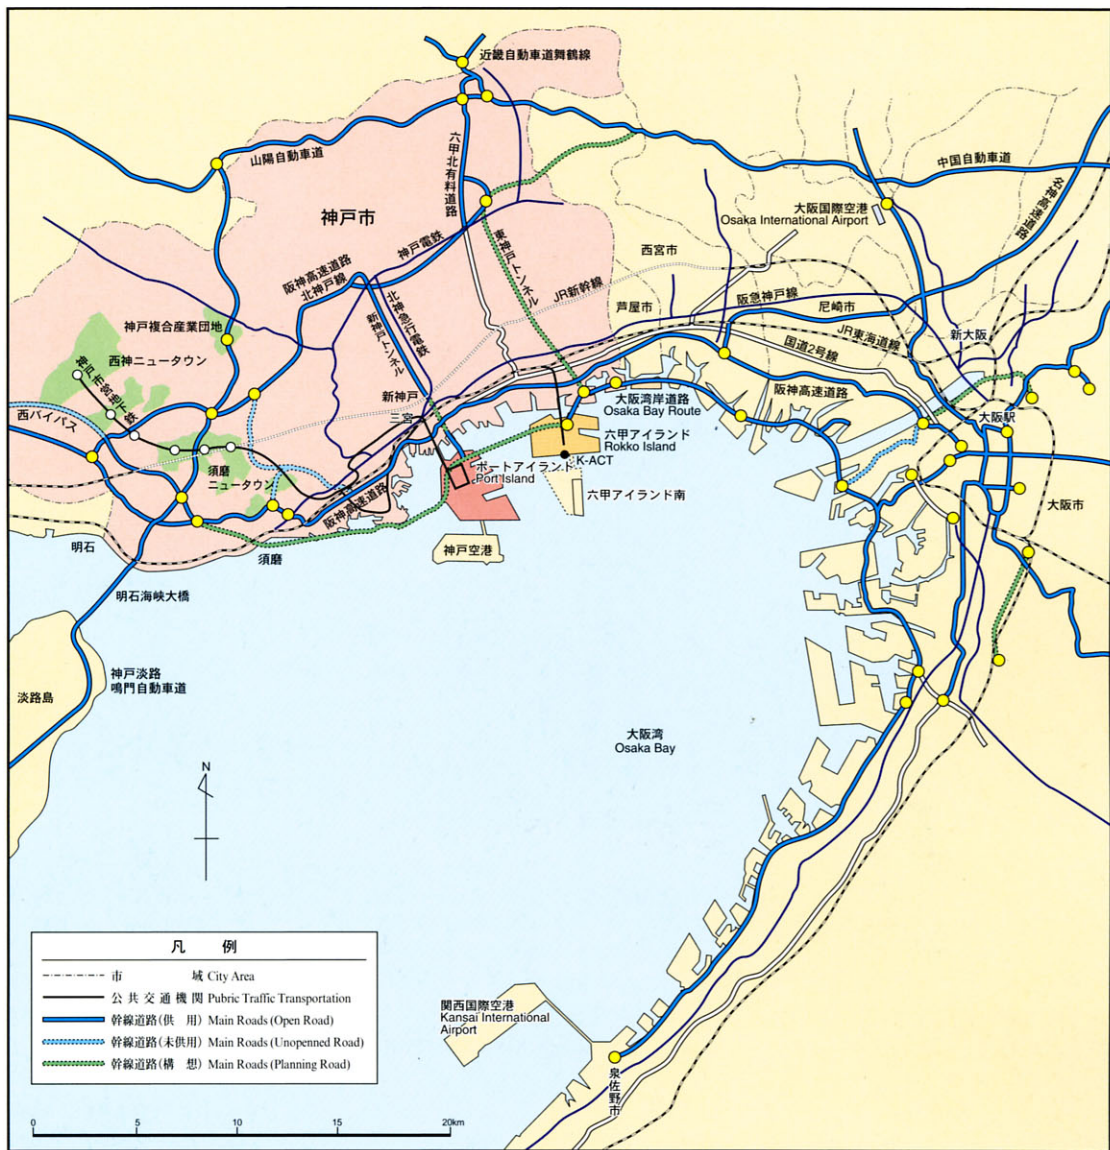 近畿自動車道舞鶴線
山陽自動車道
六甲北有料道路
中国自動車道
名神高速道路
大阪国際空港
Osaka International Airport
神戸市
神戸電鉄
東神戸トンネル
西宮市
阪神高速道路
北神戸線
JR新幹線
北神急行電鉄
新神戸トンネル
芦屋市
阪急神戸線
尼崎市
JR東海道線
国道2号線
新大阪
神戸複合産業団地
西神ニュータウン
神戸市営地下鉄
西バイパス
新神戸
三宮
大阪湾岸道路
Osaka Bay Route
阪神高速道路
大阪駅
六甲アイランド
Rokko Island
K-ACT
ポートアイランド
Port Island
須磨
ニュータウン
六甲アイランド南
阪神高速道路
大阪市
明石
須磨
神戸空港
明石海峡大橋
神戸淡路
鳴門自動車道
淡路島
大阪湾
Osaka Bay
N
関西国際空港
Kansai International
Airport
泉佐野市
凡 例
市 域 City Area
公共交通機関 Pubric Traffic Transportation
幹線道路(供 用) Main Roads (Open Road)
幹線道路(未供用) Main Roads (Unopenned Road)
幹線道路(構 想) Main Roads (Planning Road)
0 5 10 15 20km